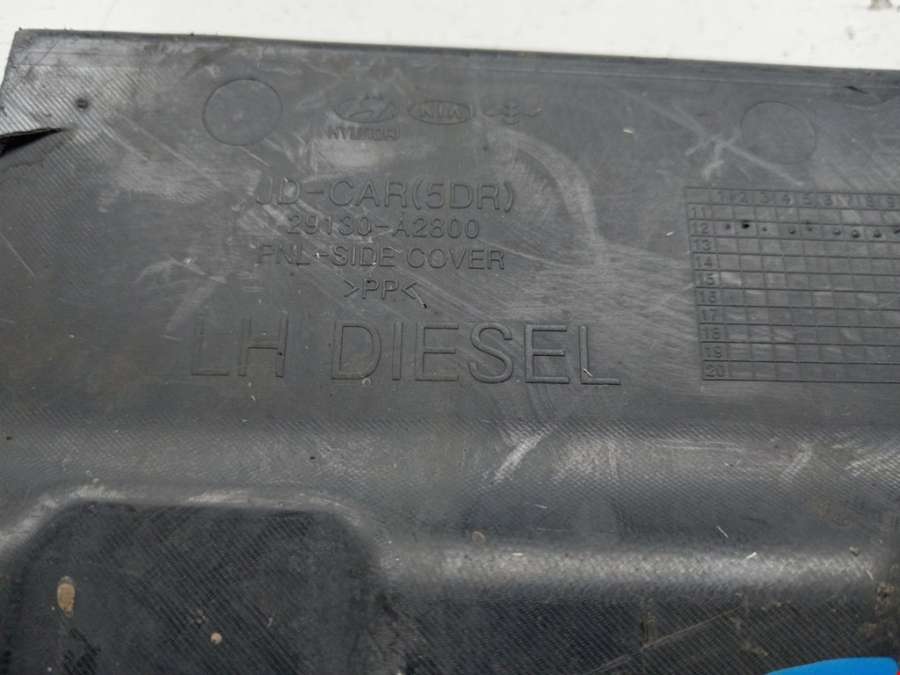 HYUNDAI KIA
JD-CAR(5DR)
29130-A2800
PNL-SIDE COVER
>PP<
LH DIESEL
1 2 3 4 5 6 7 8 9
11
12
13
14
15
16
17
18
19
20